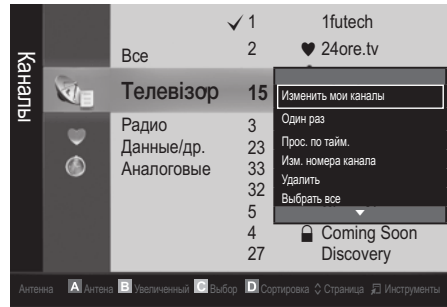 Каналы
✓ 1 1futech
Все 2 ♥ 24ore.tv
Телевізор 15
Изменить мои каналы
Один раз
Прос. по тайм.
Изм. номера канала
Удалить
Выбрать все
Радио 3
Данные/др. 23
Аналоговые 33
32
5
4 Coming Soon
27 Discovery
Антенна A Антена B Увеличенный C Выбор D Сортировка Страница Инструменты